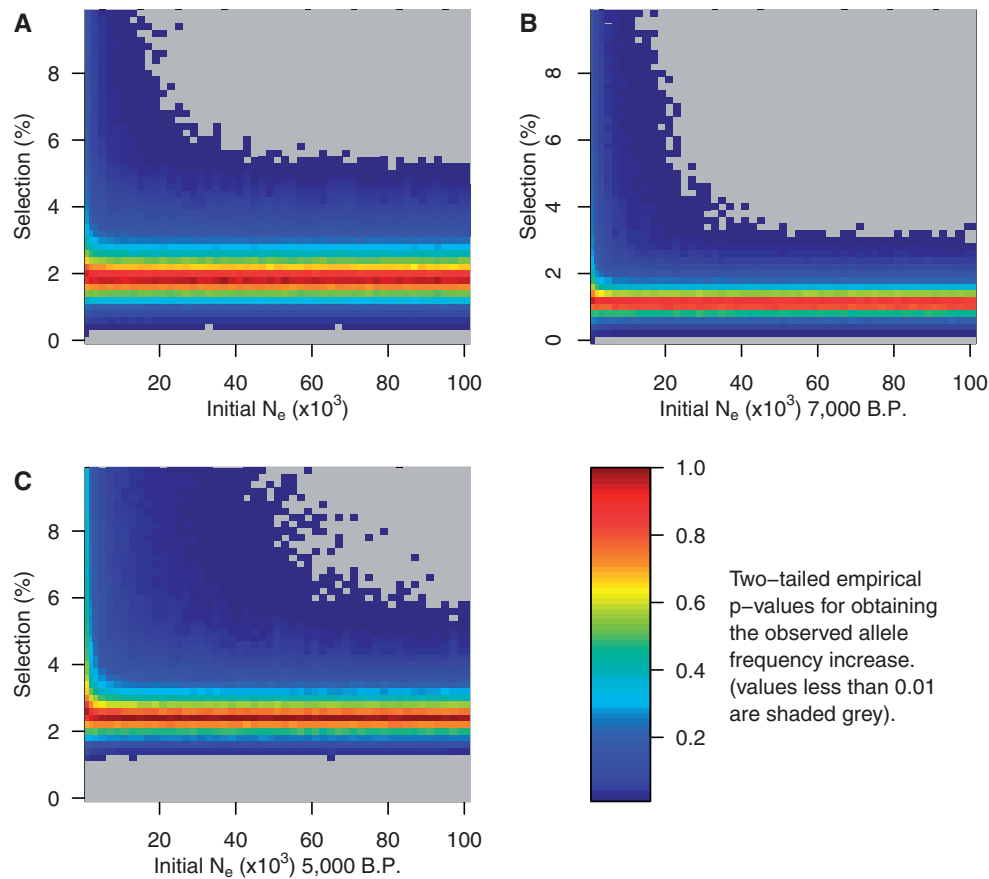 A
Selection (%)
8
6
4
2
0
20 40 60 80 100
Initial Ne (x10³)
B
Selection (%)
8
6
4
2
0
20 40 60 80 100
Initial Ne (x10³) 7,000 B.P.
C
Selection (%)
8
6
4
2
0
20 40 60 80 100
Initial Ne (x10³) 5,000 B.P.
1.0
0.8
0.6
0.4
0.2
Two−tailed empirical
p−values for obtaining
the observed allele
frequency increase.
(values less than 0.01
are shaded grey).